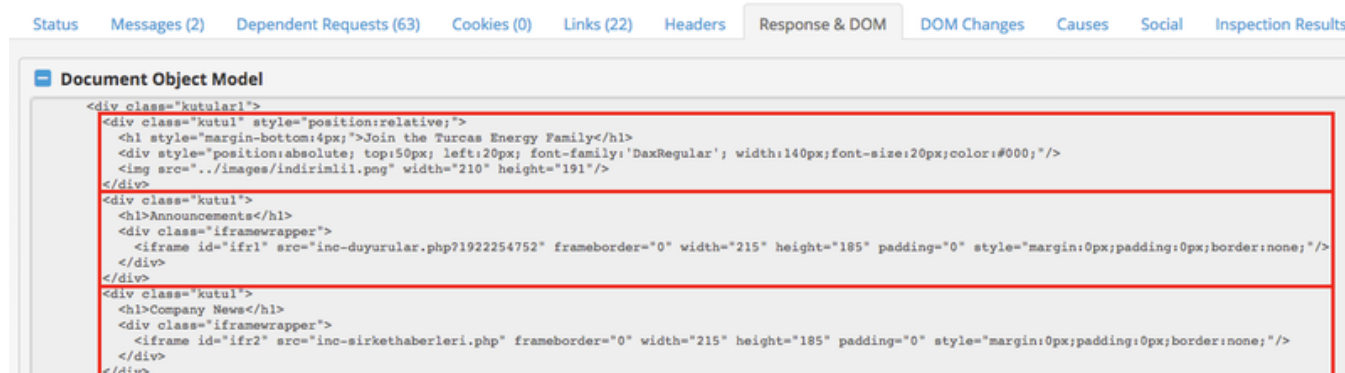 Status Messages (2) Dependent Requests (63) Cookies (0) Links (22) Headers Response & DOM DOM Changes Causes Social Inspection Results
Document Object Model
<div class="kutular1">
<div class="kutu1" style="position:relative;">
<h1 style="margin-bottom:4px;">Join the Turcas Energy Family</h1>
<div style="position:absolute; top:50px; left:20px; font-family:'DaxRegular'; width:140px;font-size:20px;color:#000;"/>
<img src="../images/indirimli1.png" width="210" height="191"/>
</div>
<div class="kutu1">
<h1>Announcements</h1>
<div class="iframewrapper">
<iframe id="ifr1" src="inc-duyurular.php?1922254752" frameborder="0" width="215" height="185" padding="0" style="margin:0px;padding:0px;border:none;"/>
</div>
</div>
<div class="kutu1">
<h1>Company News</h1>
<div class="iframewrapper">
<iframe id="ifr2" src="inc-sirkethaberleri.php" frameborder="0" width="215" height="185" padding="0" style="margin:0px;padding:0px;border:none;"/>
</div>
</div>